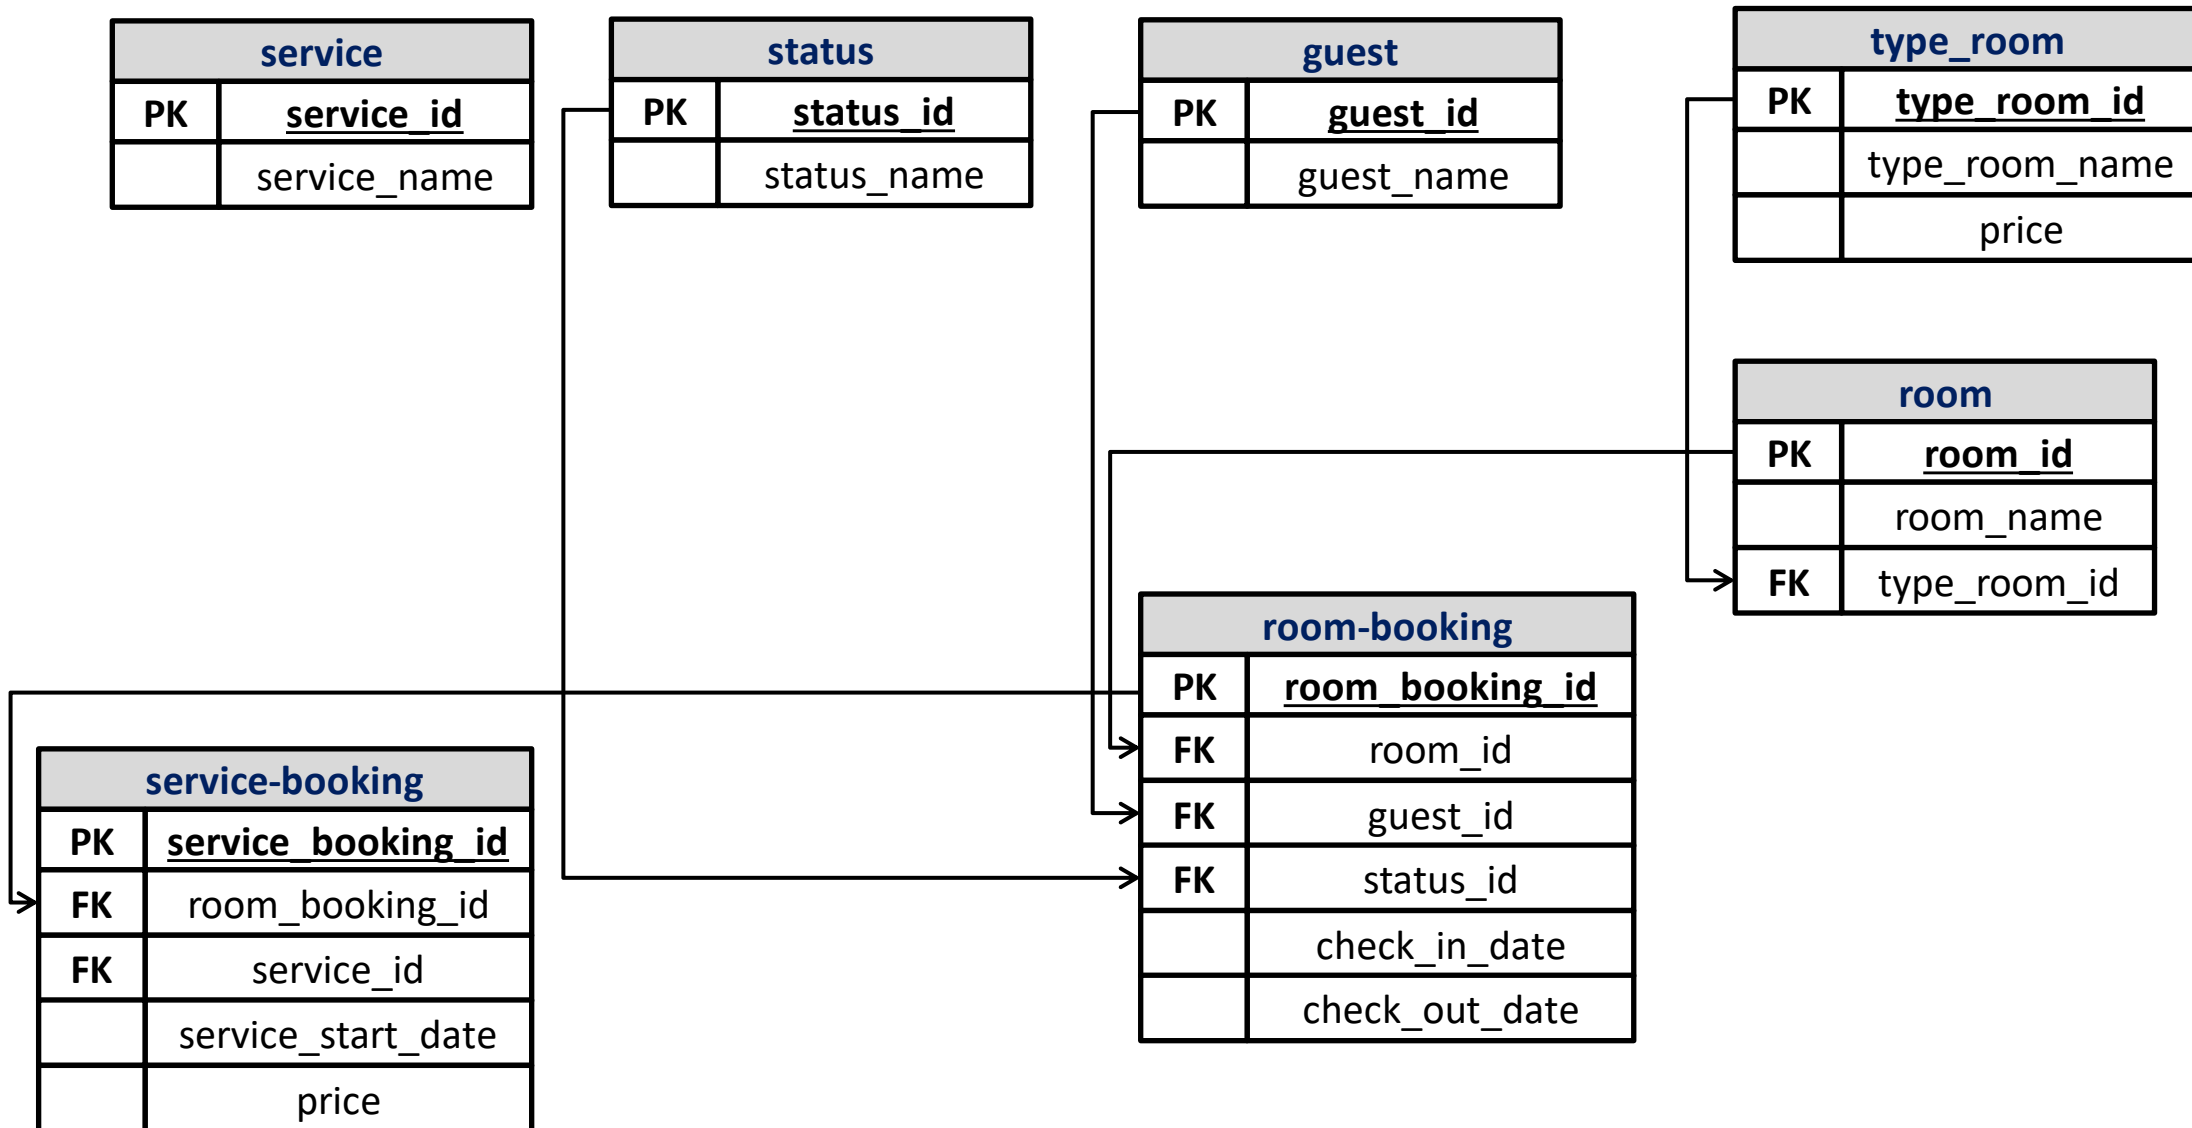 service
PK service_id
service_name
status
PK status_id
status_name
guest
PK guest_id
guest_name
type_room
PK type_room_id
type_room_name
price
room
PK room_id
room_name
FK type_room_id
room-booking
PK room_booking_id
FK room_id
FK guest_id
FK status_id
check_in_date
check_out_date
service-booking
PK service_booking_id
FK room_booking_id
FK service_id
service_start_date
price